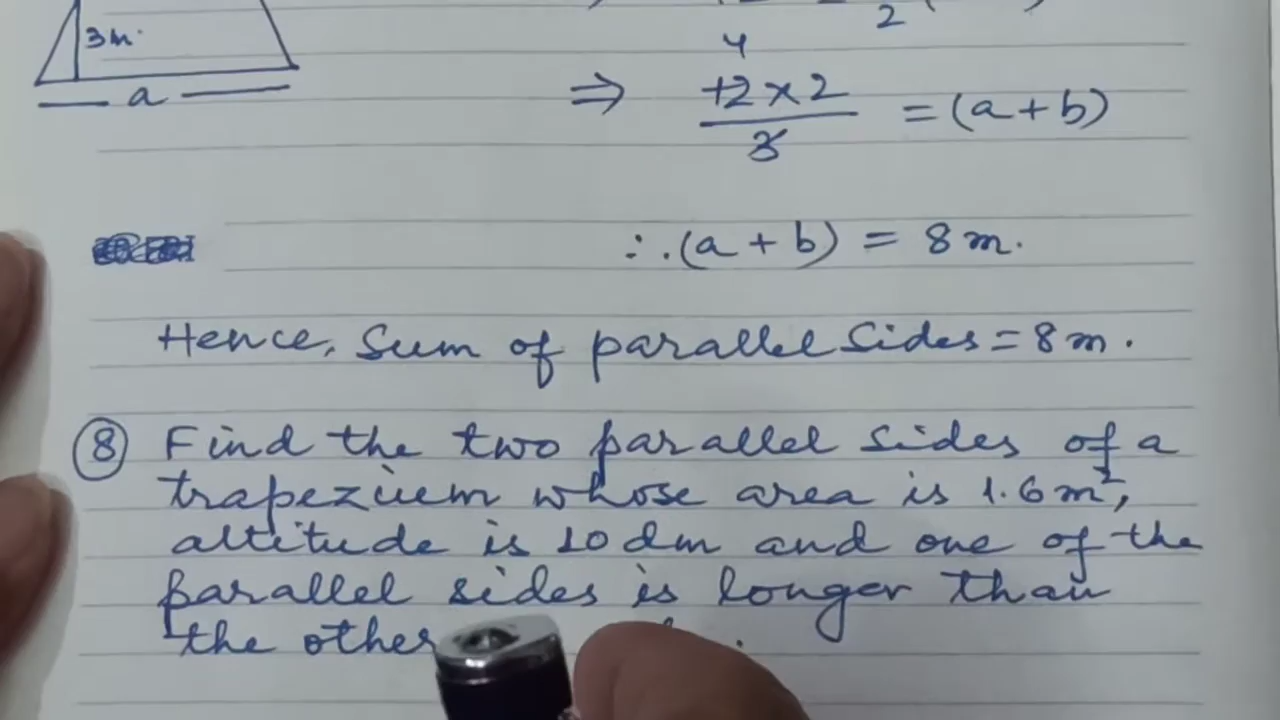 2
3m.
4
a
⇒ 12 × 2 / 3 = (a + b)
∴ (a + b) = 8 m.
Hence, Sum of parallel Sides = 8 m.
⑧ Find the two parallel sides of a
trapezium whose area is 1.6 m²,
altitude is 10 dm and one of the
parallel sides is longer than
the other